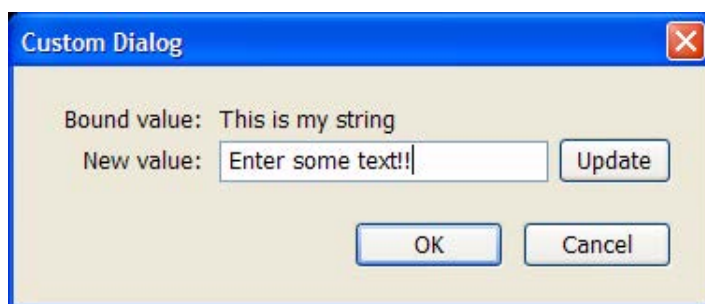 Custom Dialog
Bound value: This is my string
New value: Enter some text!! Update
OK Cancel